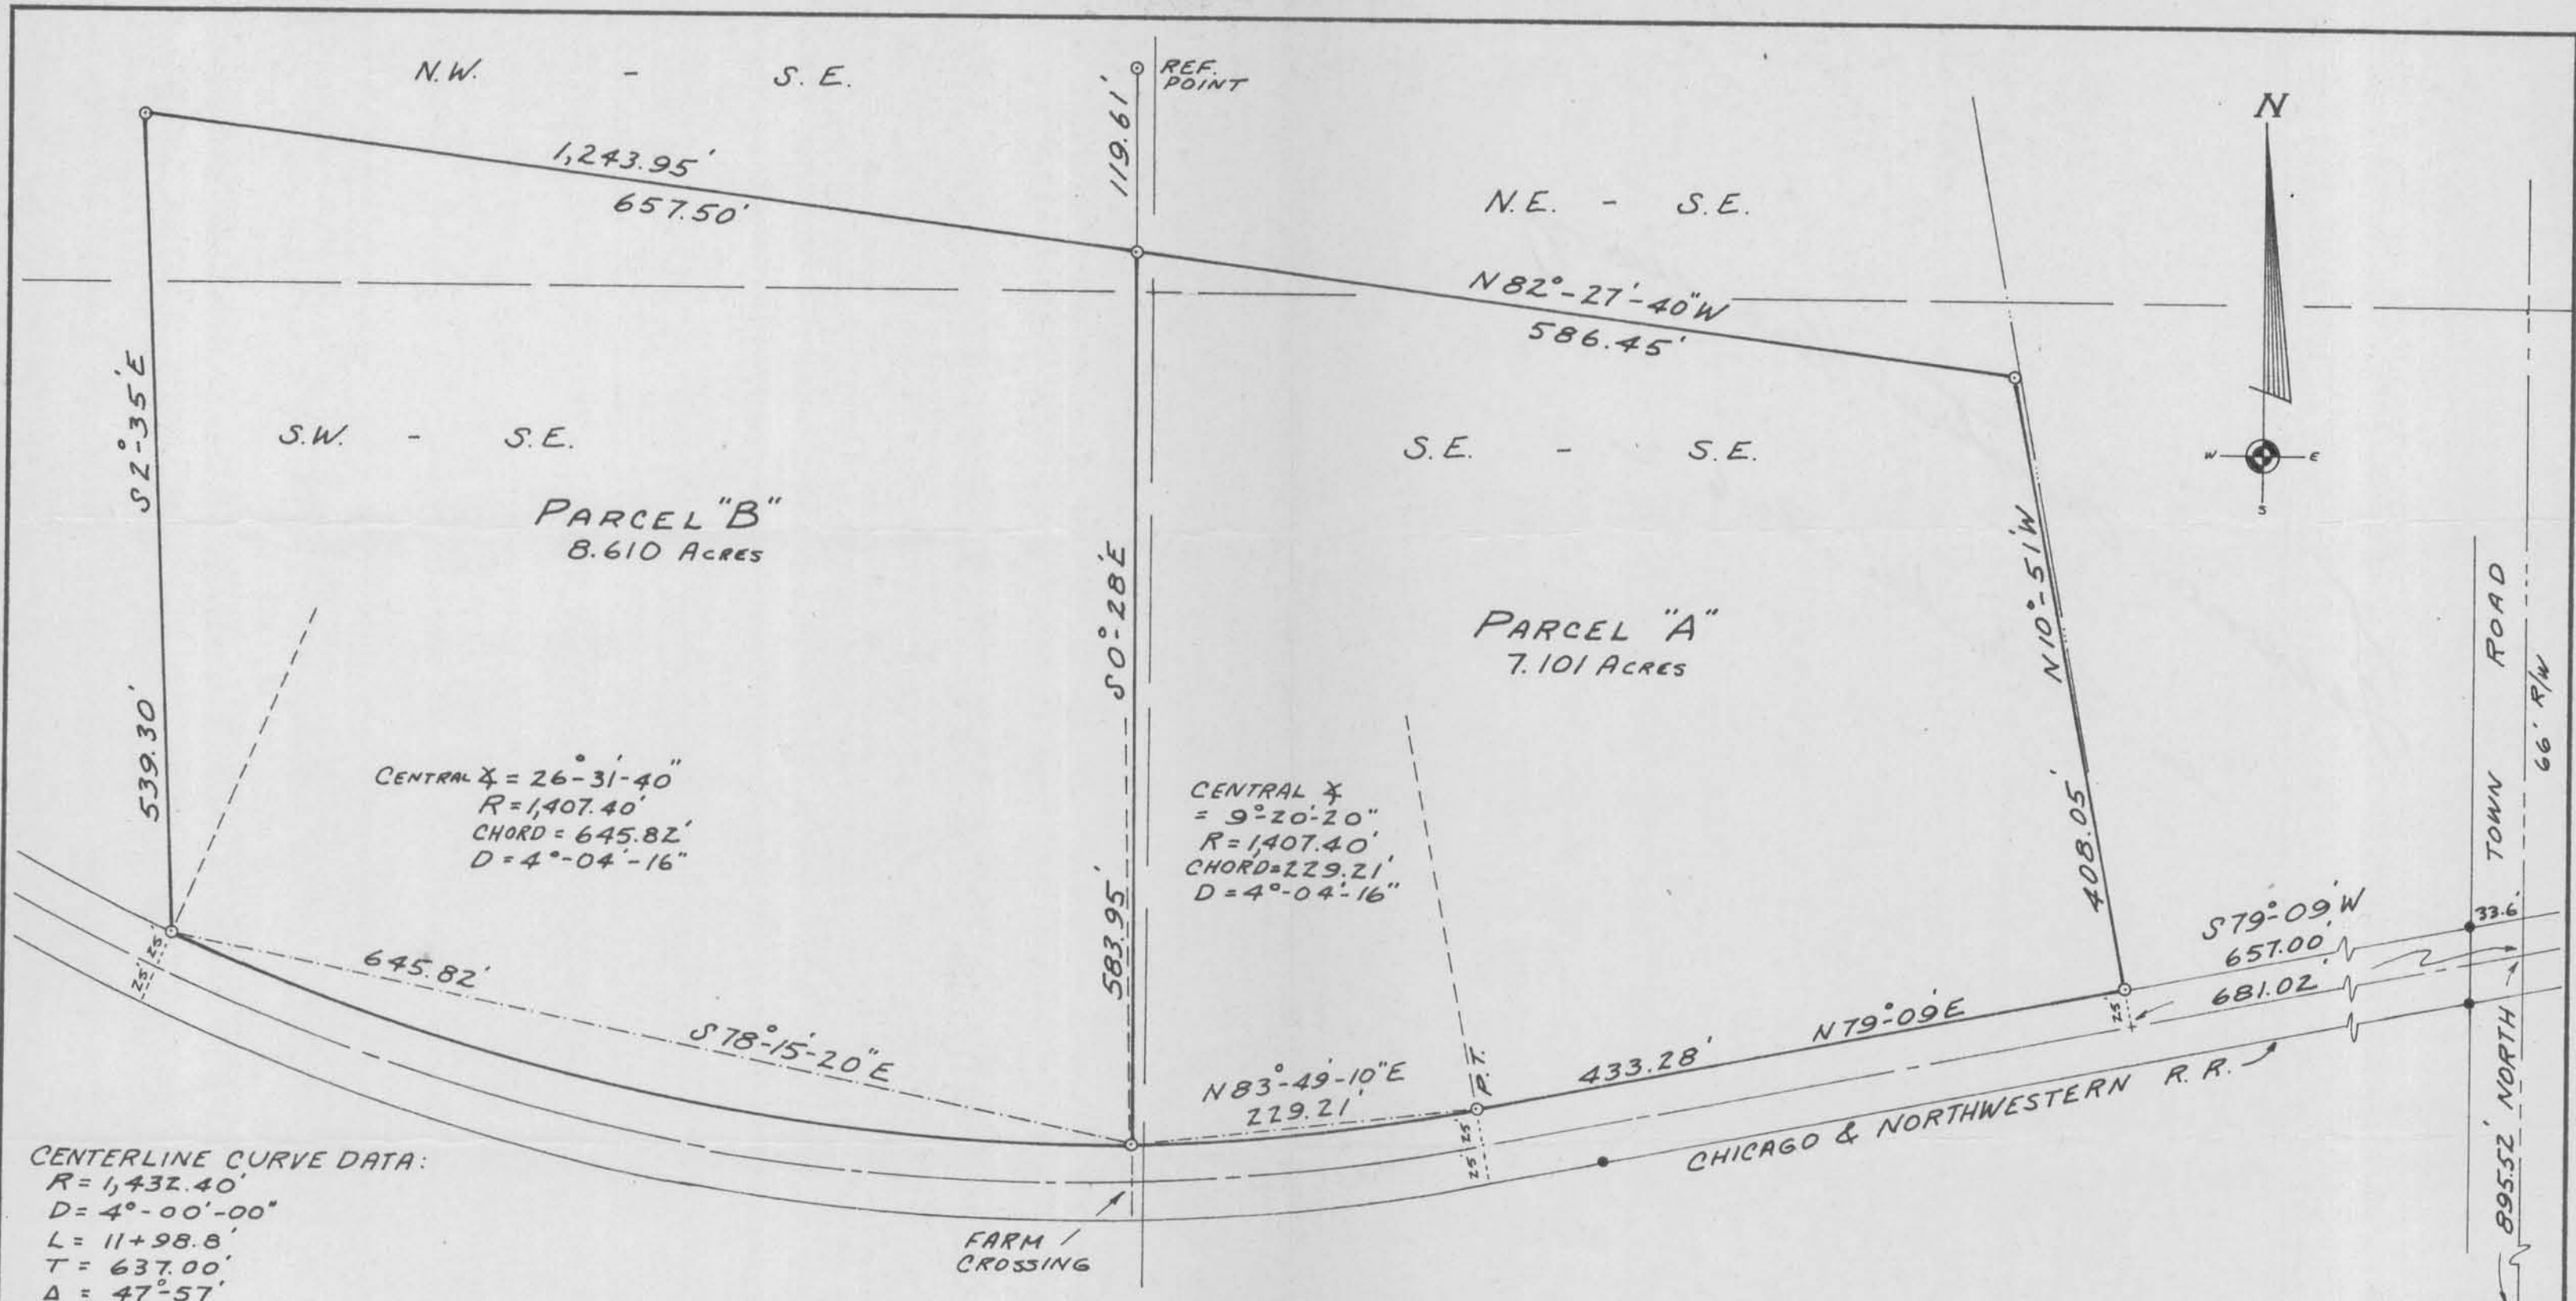 N.W. - S.E.
REF.
POINT
119.61'
N
1,243.95'
657.50'
N.E. - S.E.
N82°-27'-40"W
586.45'
S2°-35'E
539.30'
S.W. - S.E.
S.E. - S.E.
W E
S
PARCEL "B"
8.610 ACRES
S0°-28'E
583.95'
PARCEL "A"
7.101 ACRES
N10°-51'W
408.05'
TOWN ROAD
66' R/W
CENTRAL ∡ = 26°-31'-40"
R=1,407.40'
CHORD = 645.82'
D=4°-04'-16"
CENTRAL ∡
= 9°-20'-20"
R=1,407.40'
CHORD=229.21'
D=4°-04'-16"
S79°-09'W
657.00'
681.02'
33.6'
25' 25'
645.82'
S78°-15'-20"E
N83°-49'-10"E
229.21'
P.T.
25' 25'
433.28'
N79°-09'E
25'
CHICAGO & NORTHWESTERN R.R.
895.52' NORTH
FARM
CROSSING
CENTERLINE CURVE DATA:
R=1,432.40'
D=4°-00'-00"
L= 11+98.8'
T= 637.00'
Δ = 47°-57'